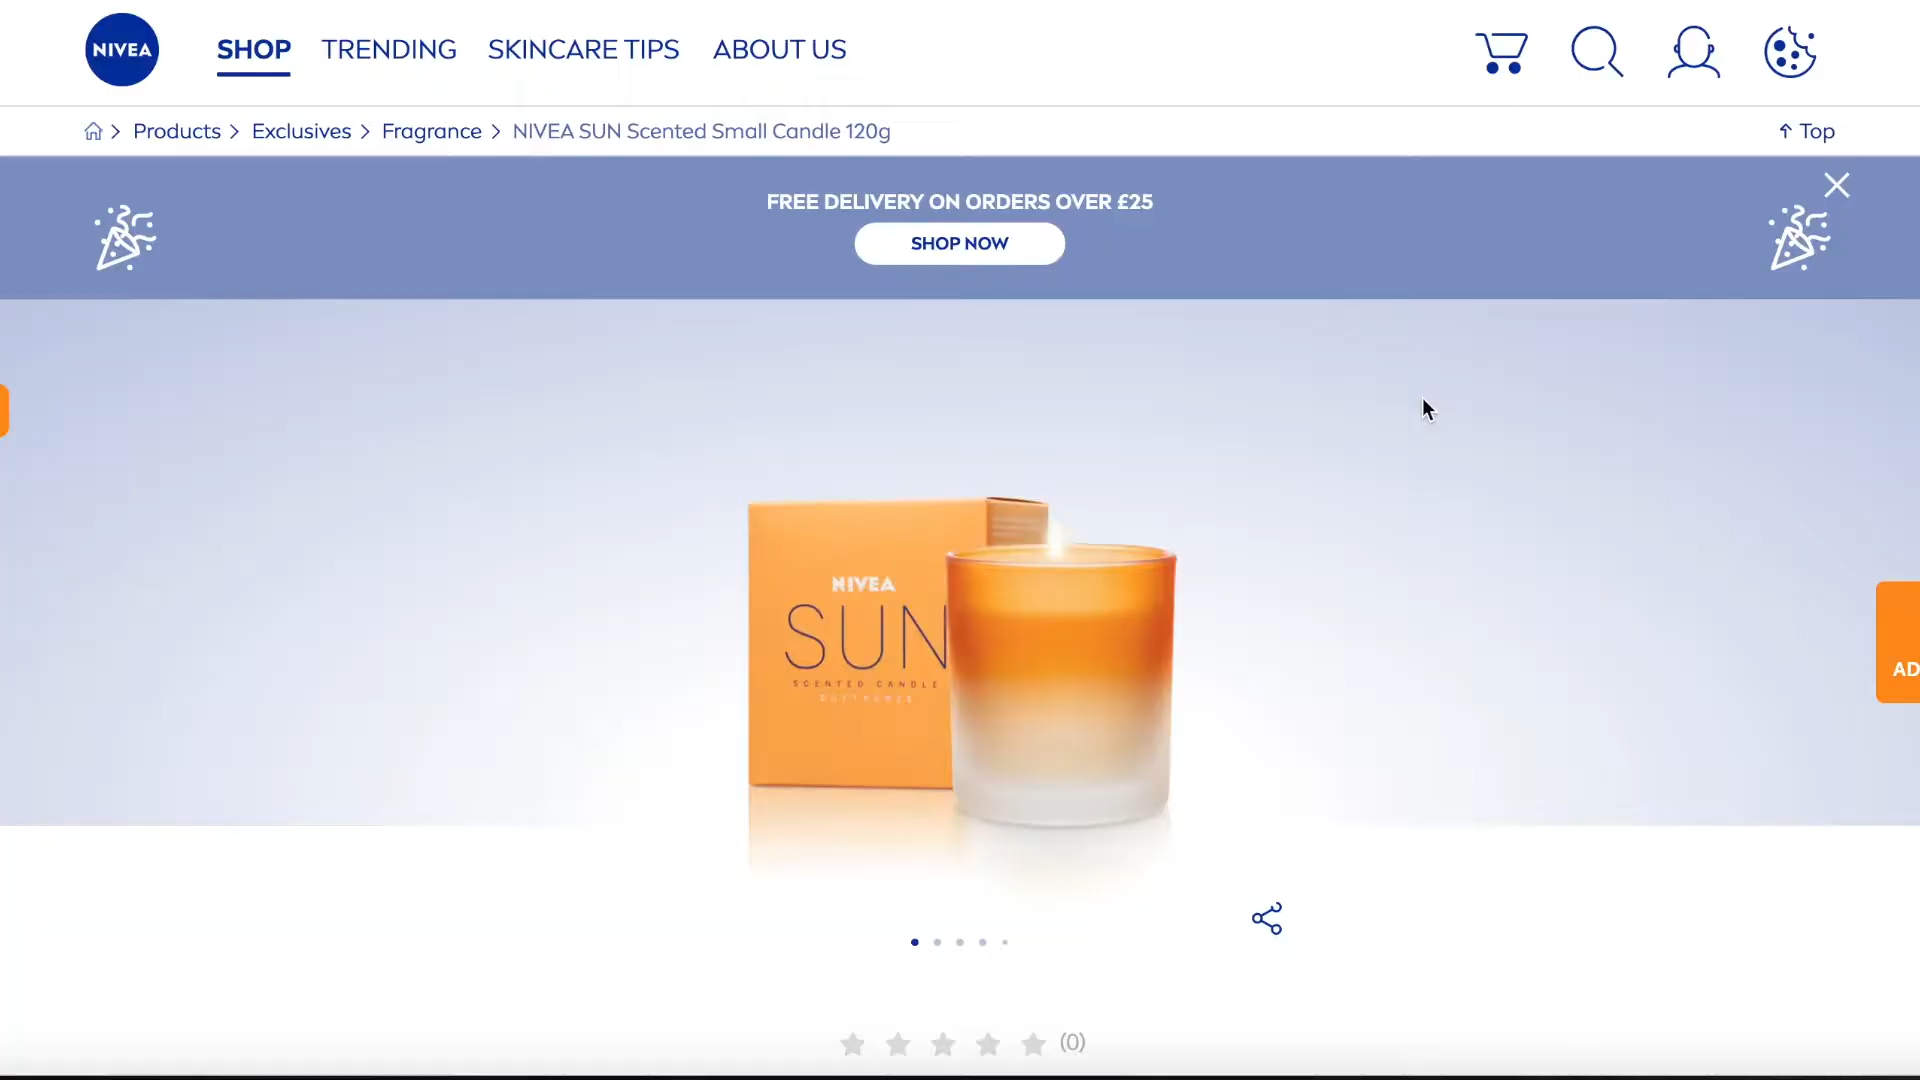 NIVEA
SHOP TRENDING SKINCARE TIPS ABOUT US
Products > Exclusives > Fragrance > NIVEA SUN Scented Small Candle 120g
↑ Top
FREE DELIVERY ON ORDERS OVER £25
SHOP NOW
NIVEA
SUN
SCENTED CANDLE
AD
(0)